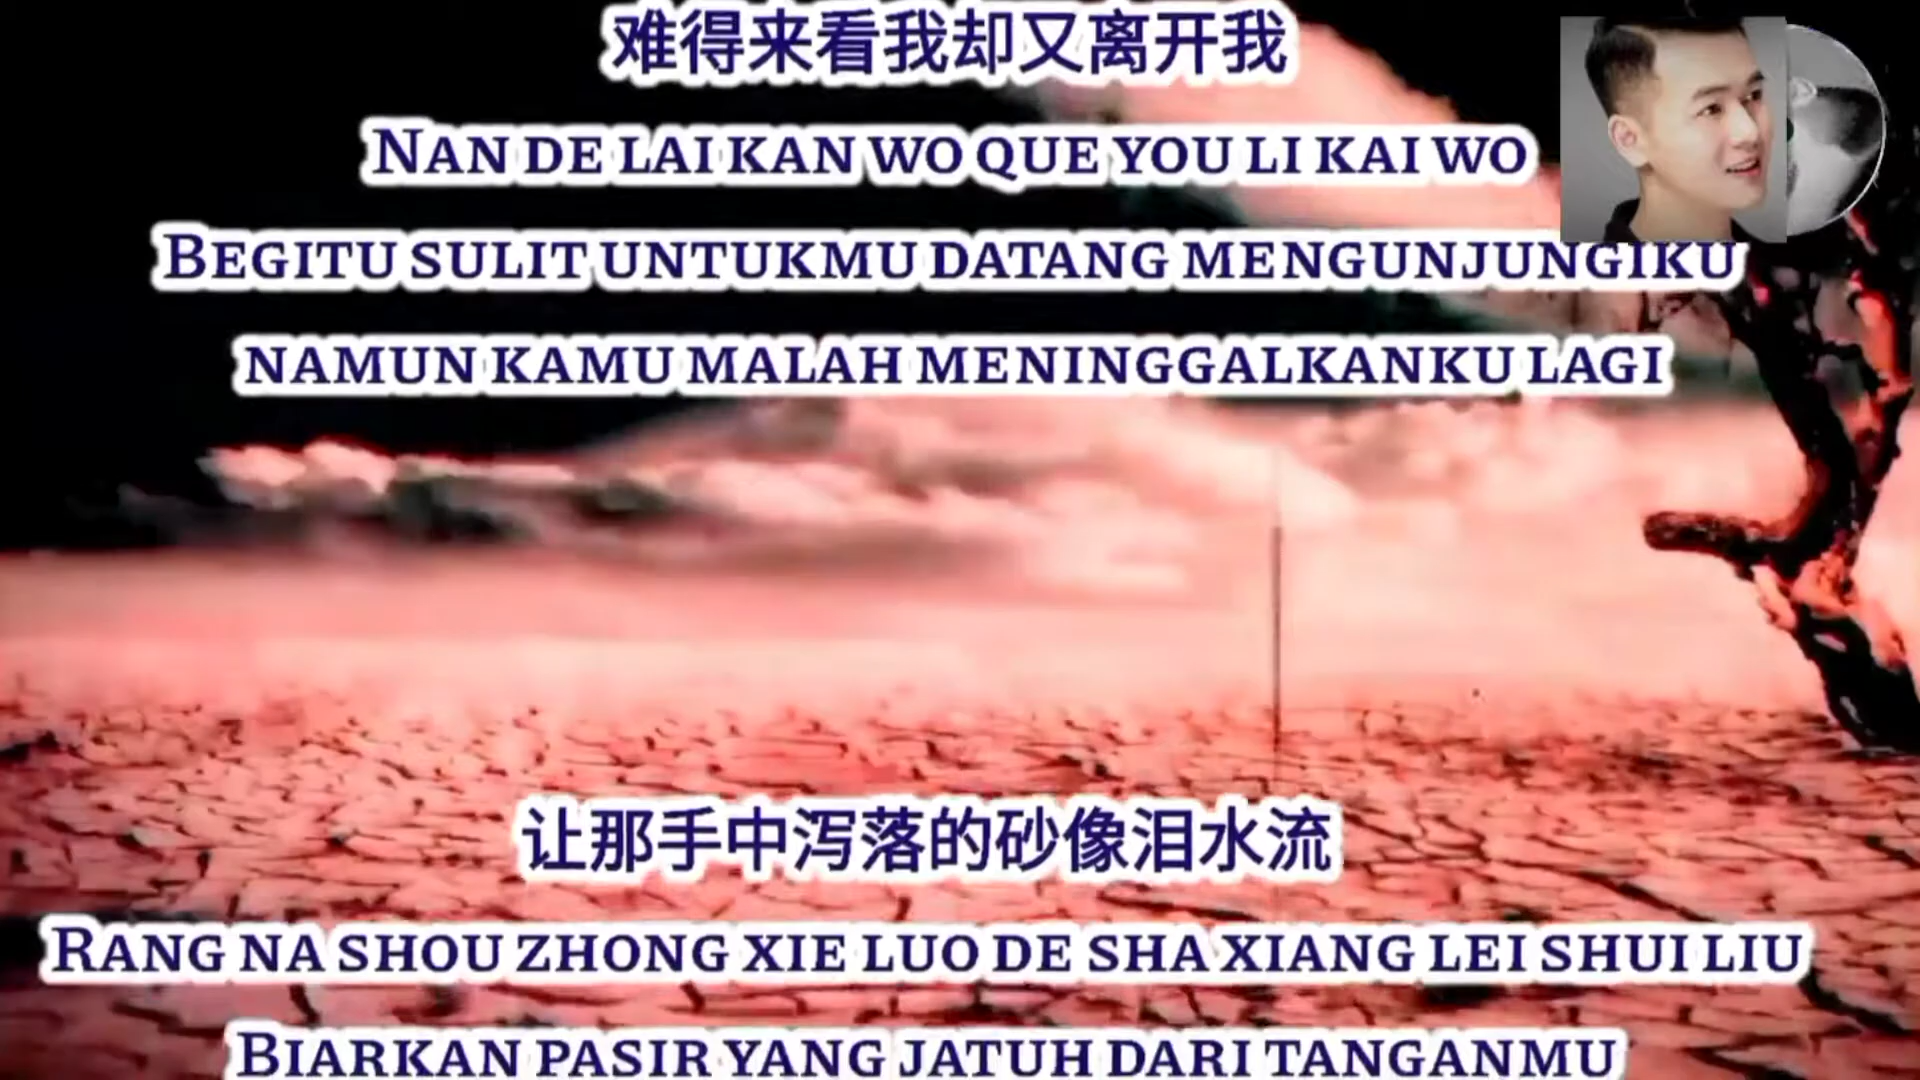 难得来看我却又离开我
Nan de lai kan wo que you li kai wo
Begitu sulit untukmu datang mengunjungiku
namun kamu malah meninggalkanku lagi
让那手中泻落的砂像泪水流
Rang na shou zhong xie luo de sha xiang lei shui liu
Biarkan pasir yang jatuh dari tanganmu